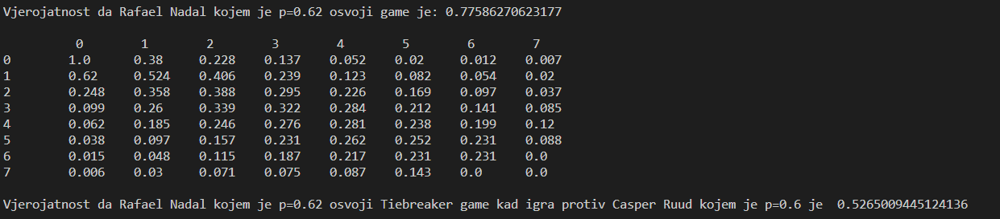 Vjerojatnost da Rafael Nadal kojem je p=0.62 osvoji game je: 0.77586270623177
0 1 2 3 4 5 6 7
0 1.0 0.38 0.228 0.137 0.052 0.02 0.012 0.007
1 0.62 0.524 0.406 0.239 0.123 0.082 0.054 0.02
2 0.248 0.358 0.388 0.295 0.226 0.169 0.097 0.037
3 0.099 0.26 0.339 0.322 0.284 0.212 0.141 0.085
4 0.062 0.185 0.246 0.276 0.281 0.238 0.199 0.12
5 0.038 0.097 0.157 0.231 0.262 0.252 0.231 0.088
6 0.015 0.048 0.115 0.187 0.217 0.231 0.231 0.0
7 0.006 0.03 0.071 0.075 0.087 0.143 0.0 0.0
Vjerojatnost da Rafael Nadal kojem je p=0.62 osvoji Tiebreaker game kad igra protiv Casper Ruud kojem je p=0.6 je 0.5265009445124136